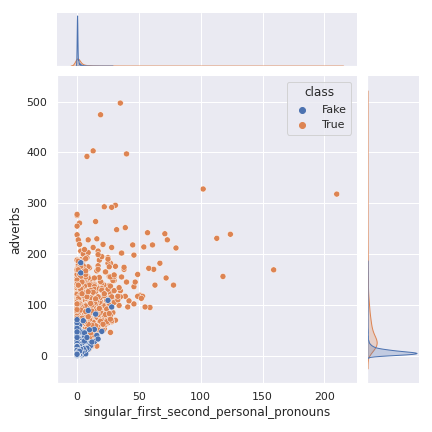 class
Fake
True
500
400
300
200
100
0
adverbs
0 50 100 150 200
singular_first_second_personal_pronouns